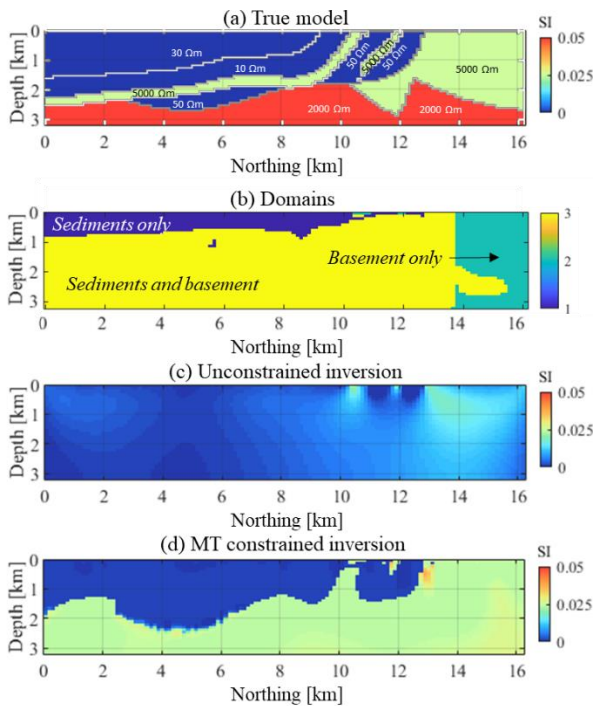 (a) True model
SI
0.05
0.025
0
0
1
2
3
Depth [km]
30 Ωm
10 Ωm
5000 Ωm
50 Ωm
50 Ωm
5000 Ωm
50 Ωm
5000 Ωm
2000 Ωm
2000 Ωm
0 2 4 6 8 10 12 14 16
Northing [km]
(b) Domains
0
1
2
3
Depth [km]
Sediments only
Sediments and basement
Basement only
3
2
1
0 2 4 6 8 10 12 14 16
Northing [km]
(c) Unconstrained inversion
SI
0.05
0.025
0
0
1
2
3
Depth [km]
0 2 4 6 8 10 12 14 16
Northing [km]
(d) MT constrained inversion
SI
0.05
0.025
0
0
1
2
3
Depth [km]
0 2 4 6 8 10 12 14 16
Northing [km]